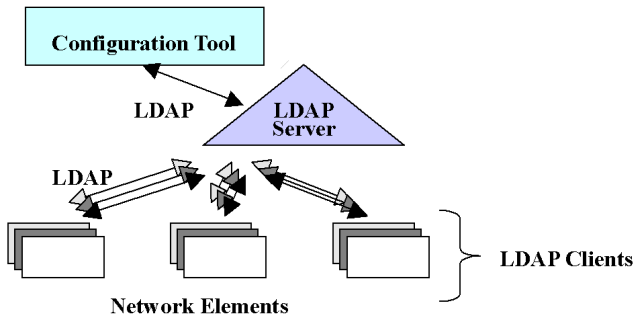 Configuration Tool
LDAP
LDAP
Server
LDAP
LDAP Clients
Network Elements